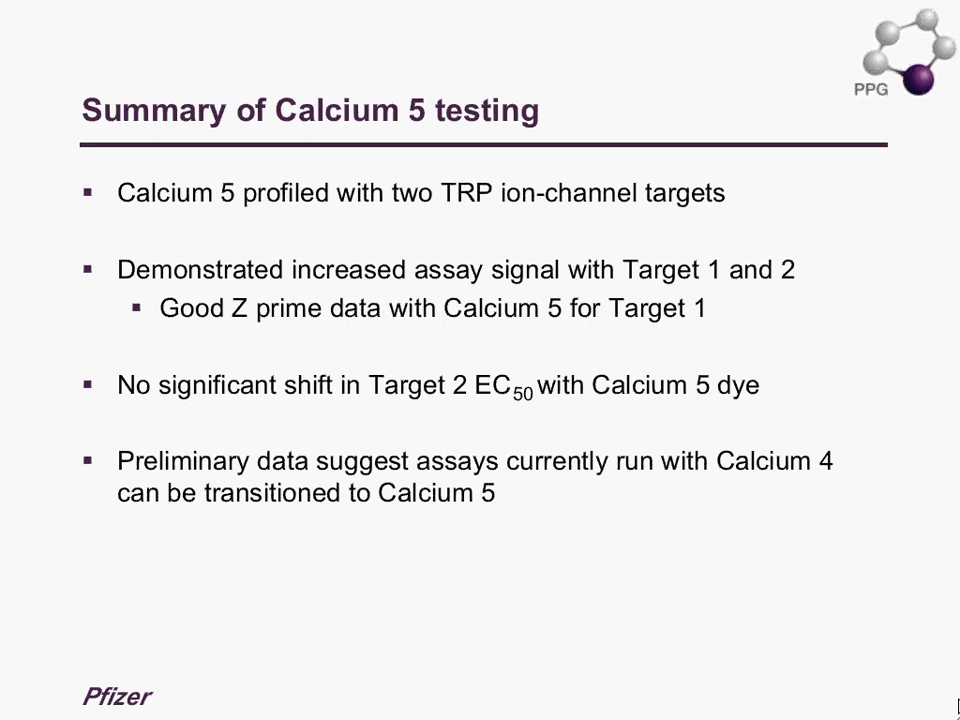 PPG
Summary of Calcium 5 testing
▪ Calcium 5 profiled with two TRP ion-channel targets
▪ Demonstrated increased assay signal with Target 1 and 2
▪ Good Z prime data with Calcium 5 for Target 1
▪ No significant shift in Target 2 EC50 with Calcium 5 dye
▪ Preliminary data suggest assays currently run with Calcium 4
can be transitioned to Calcium 5
Pfizer